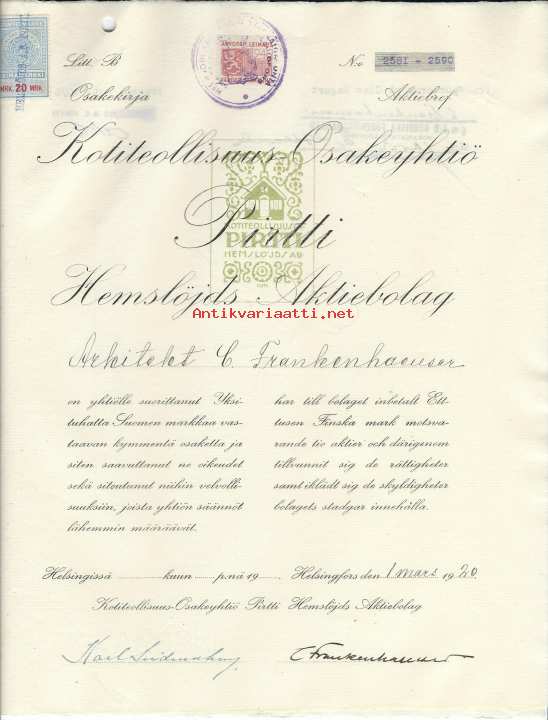 Litt. B
No 2581 - 2590
MRK. 20 MRK.
Osakekirja
Aktiebref
Kotiteollisuus-Osakeyhtiö
KOTITEOLLISUUS
PIRTTI
HEMSLÖJDS AB
Pirtti
Hemslöjds Aktiebolag
Antikvariaatti.net
Arkitekt C. Frankenhaeuser
on yhtiölle suorittanut Yksi-
tuhatta Suomen markkaa vas-
taavan kymmentä osaketta ja
siten saavuttanut ne oikeudet
sekä sitoutunut niihin velvolli-
suuksiin, joista yhtiön säännöt
lähemmin määräävät.
har till bolaget inbetalt Ett-
tusen Finska mark motsva-
rande tio aktier och därigenom
tillvunnit sig de rättigheter
samt iklädt sig de skyldigheter
bolagets stadgar innehålla.
Helsingissä kuun p:nä 19
Helsingfors den 1 mars 1920.
Kotiteollisuus-Osakeyhtiö Pirtti Hemslöjds Aktiebolag
CFrankenhaeuser